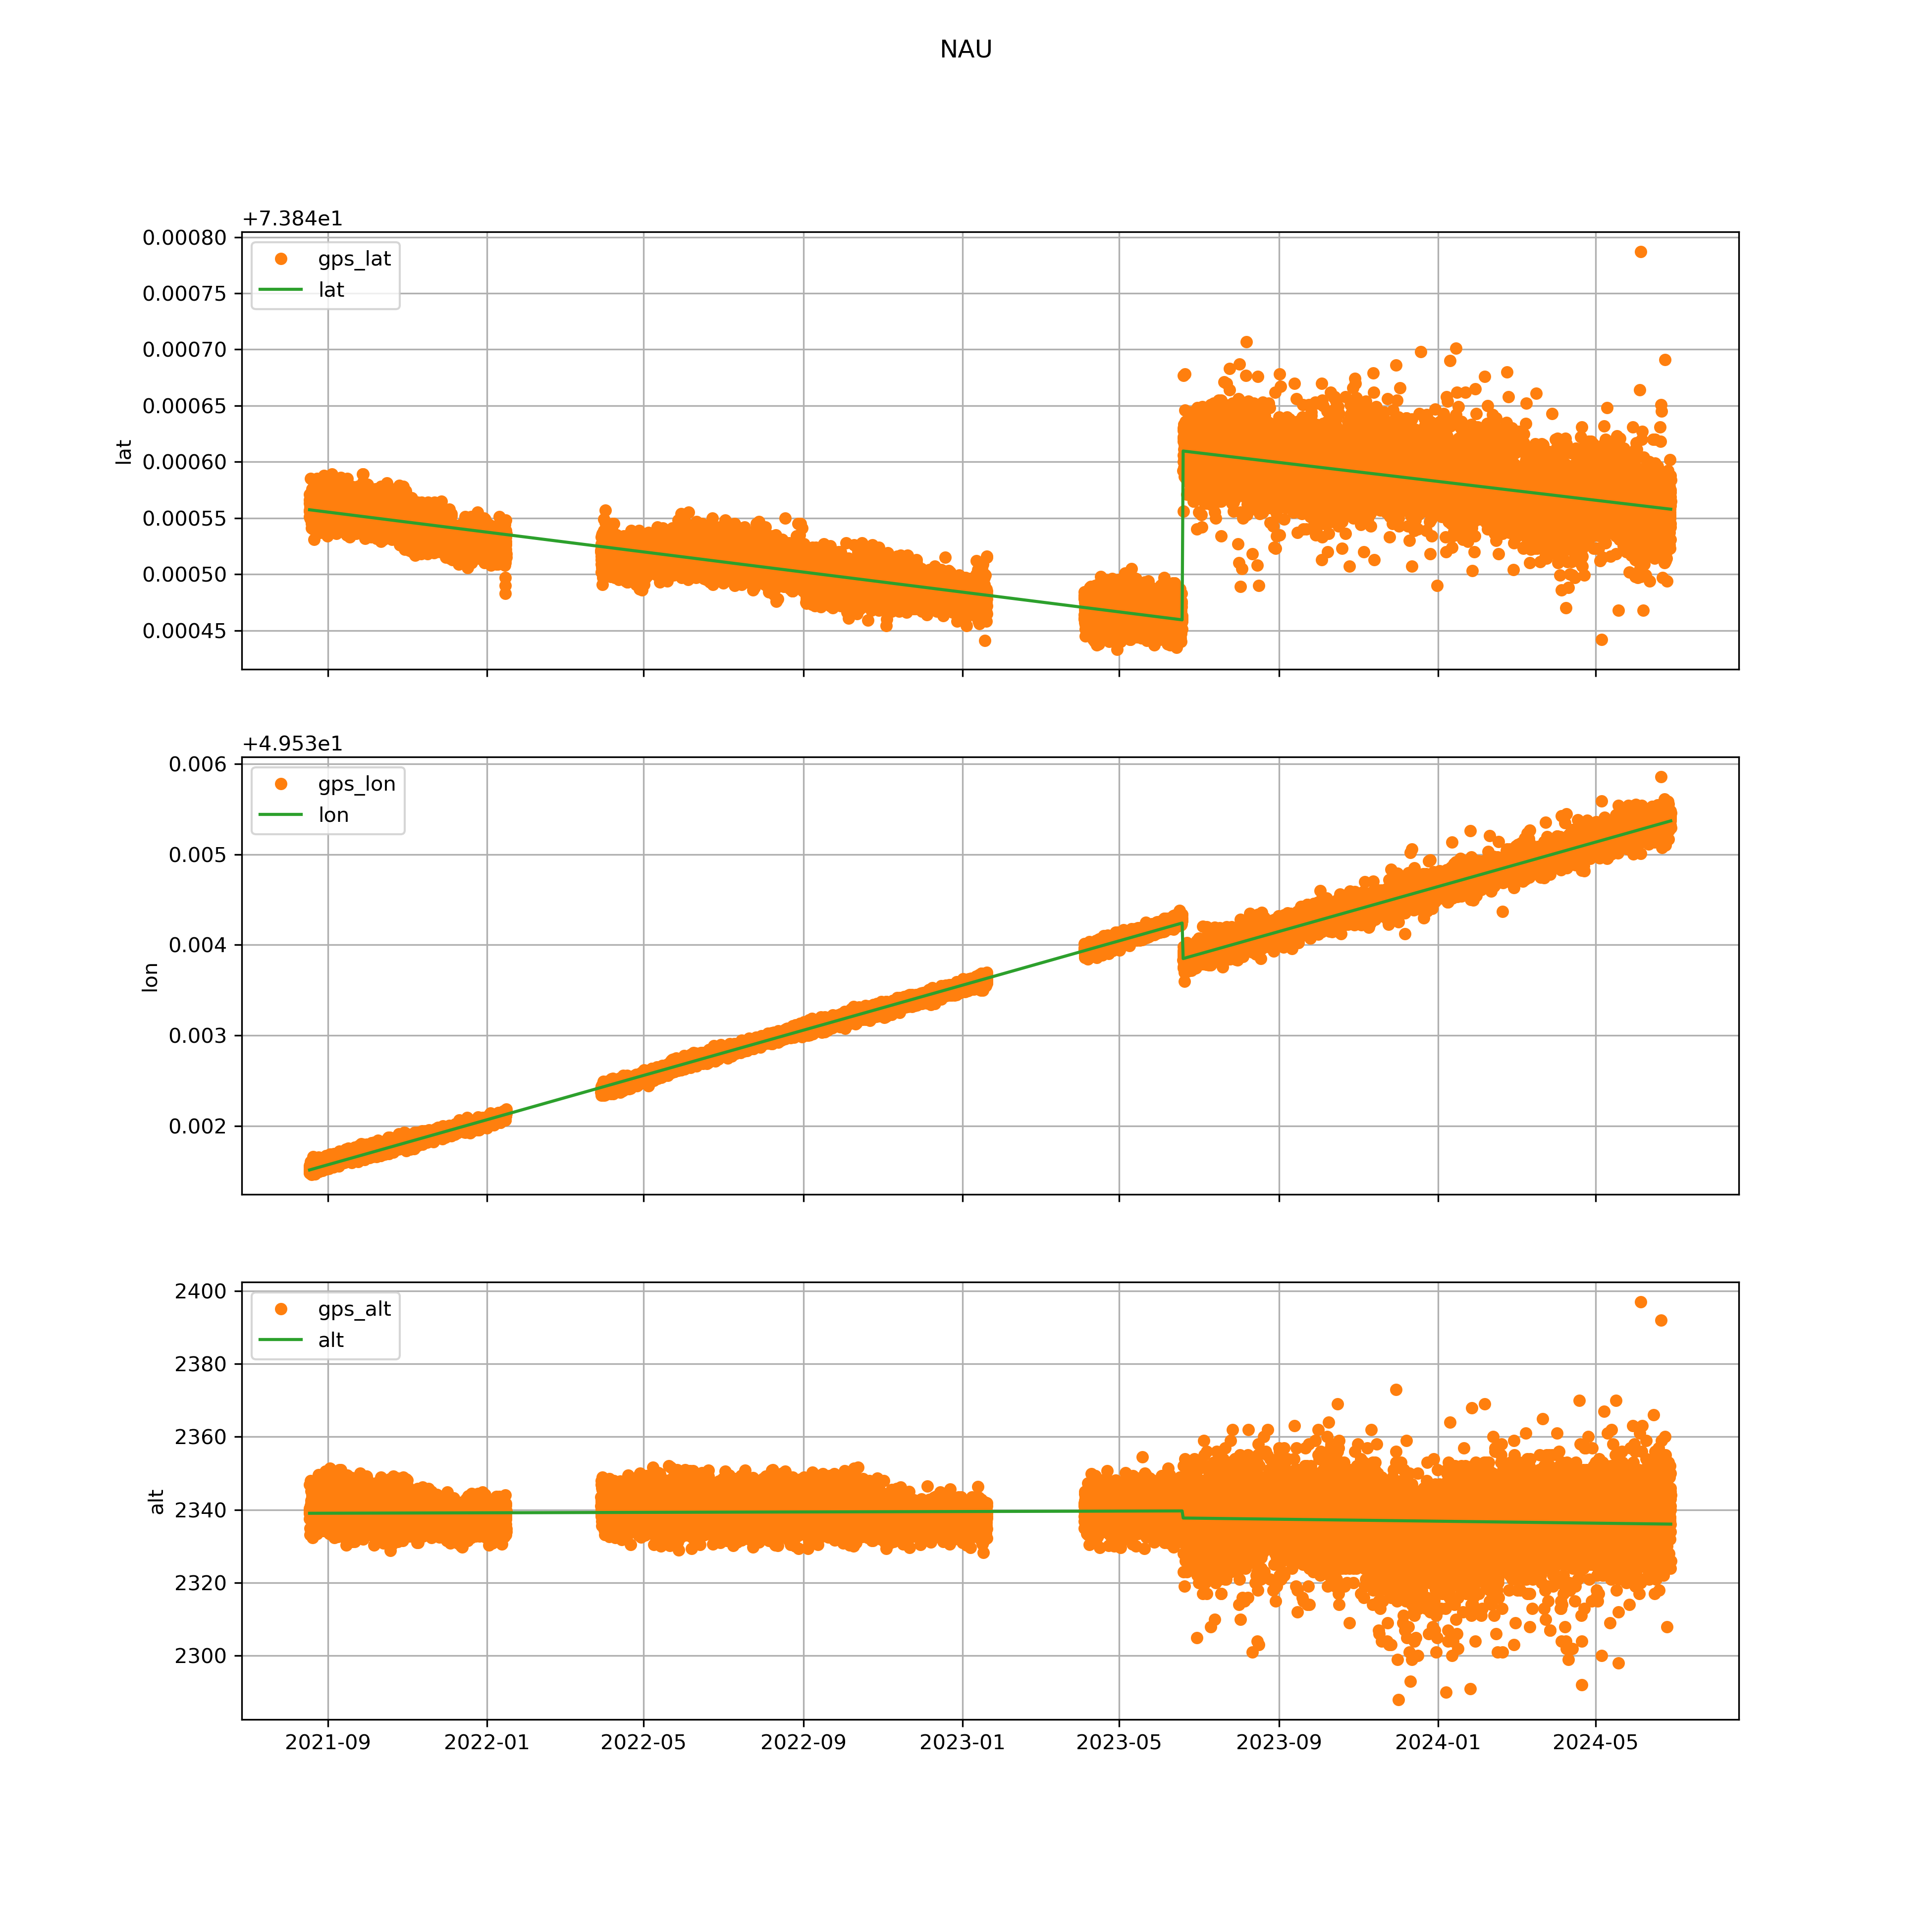 NAU
+7.384e1
0.00080
0.00075
0.00070
0.00065
0.00060
0.00055
0.00050
0.00045
lat
gps_lat
lat
+4.953e1
0.006
0.005
0.004
0.003
0.002
lon
gps_lon
lon
2400
2380
2360
2340
2320
2300
alt
gps_alt
alt
2021-09 2022-01 2022-05 2022-09 2023-01 2023-05 2023-09 2024-01 2024-05